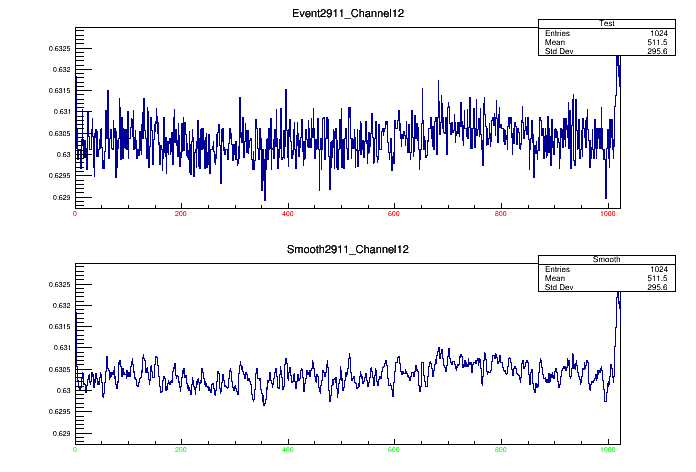 Event2911_Channel12
Test
Entries 1024
Mean 511.5
Std Dev 295.6
0.6325
0.632
0.6315
0.631
0.6305
0.63
0.6295
0.629
0 200 400 600 800 1000
Smooth2911_Channel12
Smooth
Entries 1024
Mean 511.5
Std Dev 295.6
0.6325
0.632
0.6315
0.631
0.6305
0.63
0.6295
0.629
0 200 400 600 800 1000